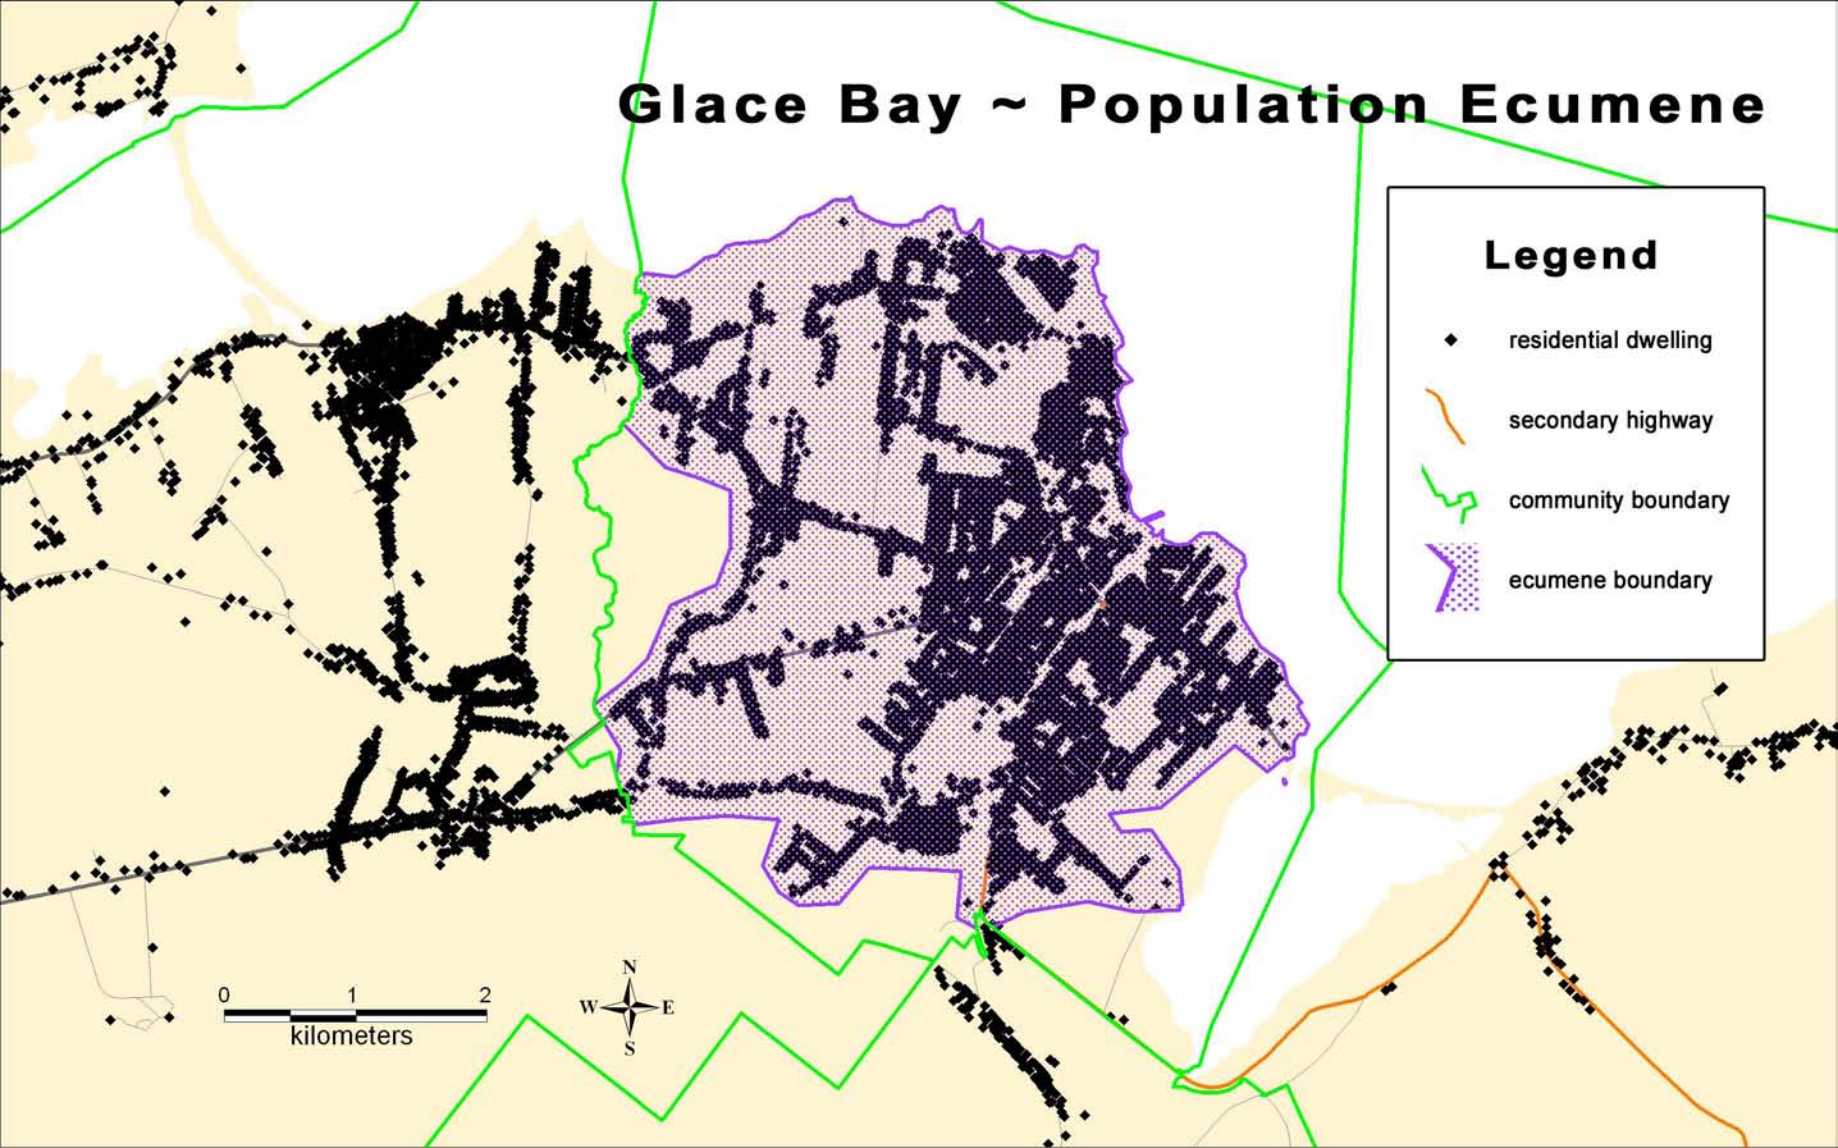 Glace Bay ~ Population Ecumene
Legend
residential dwelling
secondary highway
community boundary
ecumene boundary
0 1 2
kilometers
N
W E
S